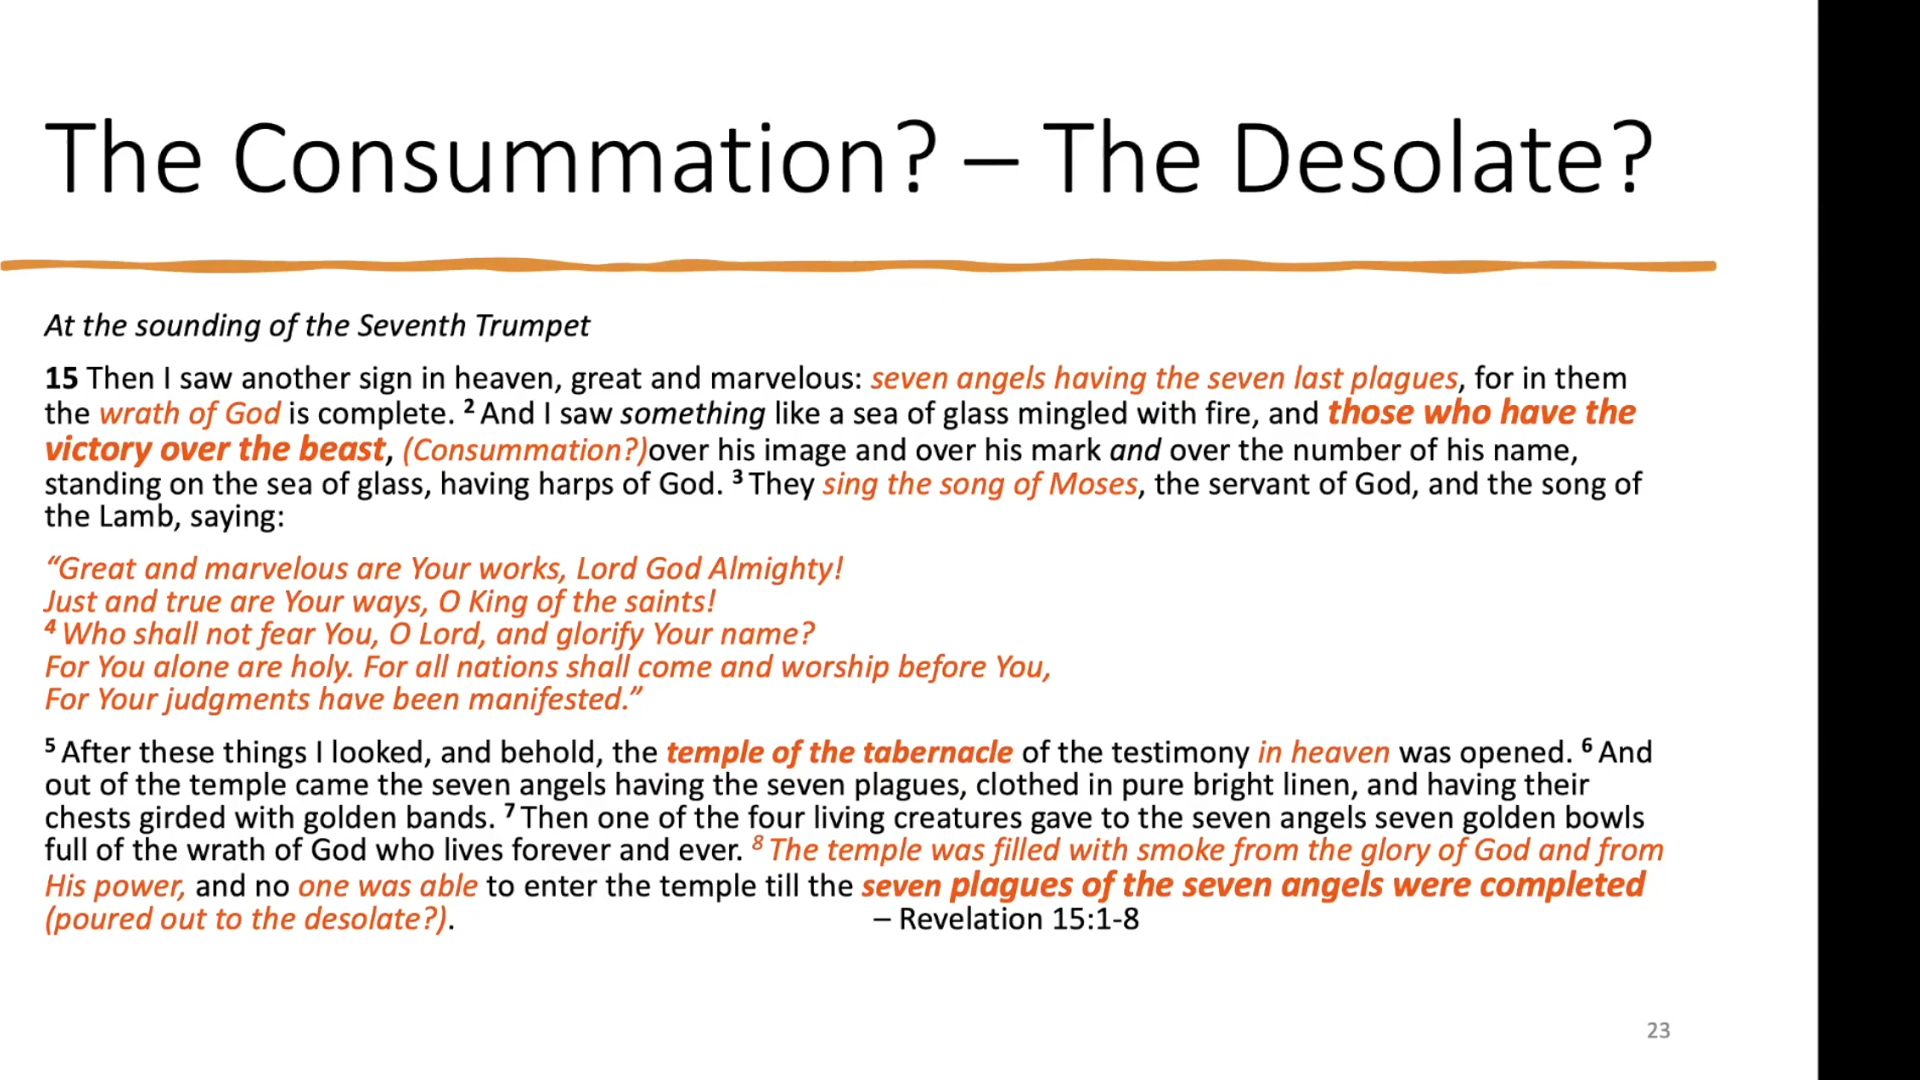 The Consummation? – The Desolate?
At the sounding of the Seventh Trumpet
15 Then I saw another sign in heaven, great and marvelous: seven angels having the seven last plagues, for in them
the wrath of God is complete. 2 And I saw something like a sea of glass mingled with fire, and those who have the
victory over the beast, (Consummation?)over his image and over his mark and over the number of his name,
standing on the sea of glass, having harps of God. 3 They sing the song of Moses, the servant of God, and the song of
the Lamb, saying:
“Great and marvelous are Your works, Lord God Almighty!
Just and true are Your ways, O King of the saints!
4 Who shall not fear You, O Lord, and glorify Your name?
For You alone are holy. For all nations shall come and worship before You,
For Your judgments have been manifested.”
5 After these things I looked, and behold, the temple of the tabernacle of the testimony in heaven was opened. 6 And
out of the temple came the seven angels having the seven plagues, clothed in pure bright linen, and having their
chests girded with golden bands. 7 Then one of the four living creatures gave to the seven angels seven golden bowls
full of the wrath of God who lives forever and ever. 8 The temple was filled with smoke from the glory of God and from
His power, and no one was able to enter the temple till the seven plagues of the seven angels were completed
(poured out to the desolate?). – Revelation 15:1-8
23